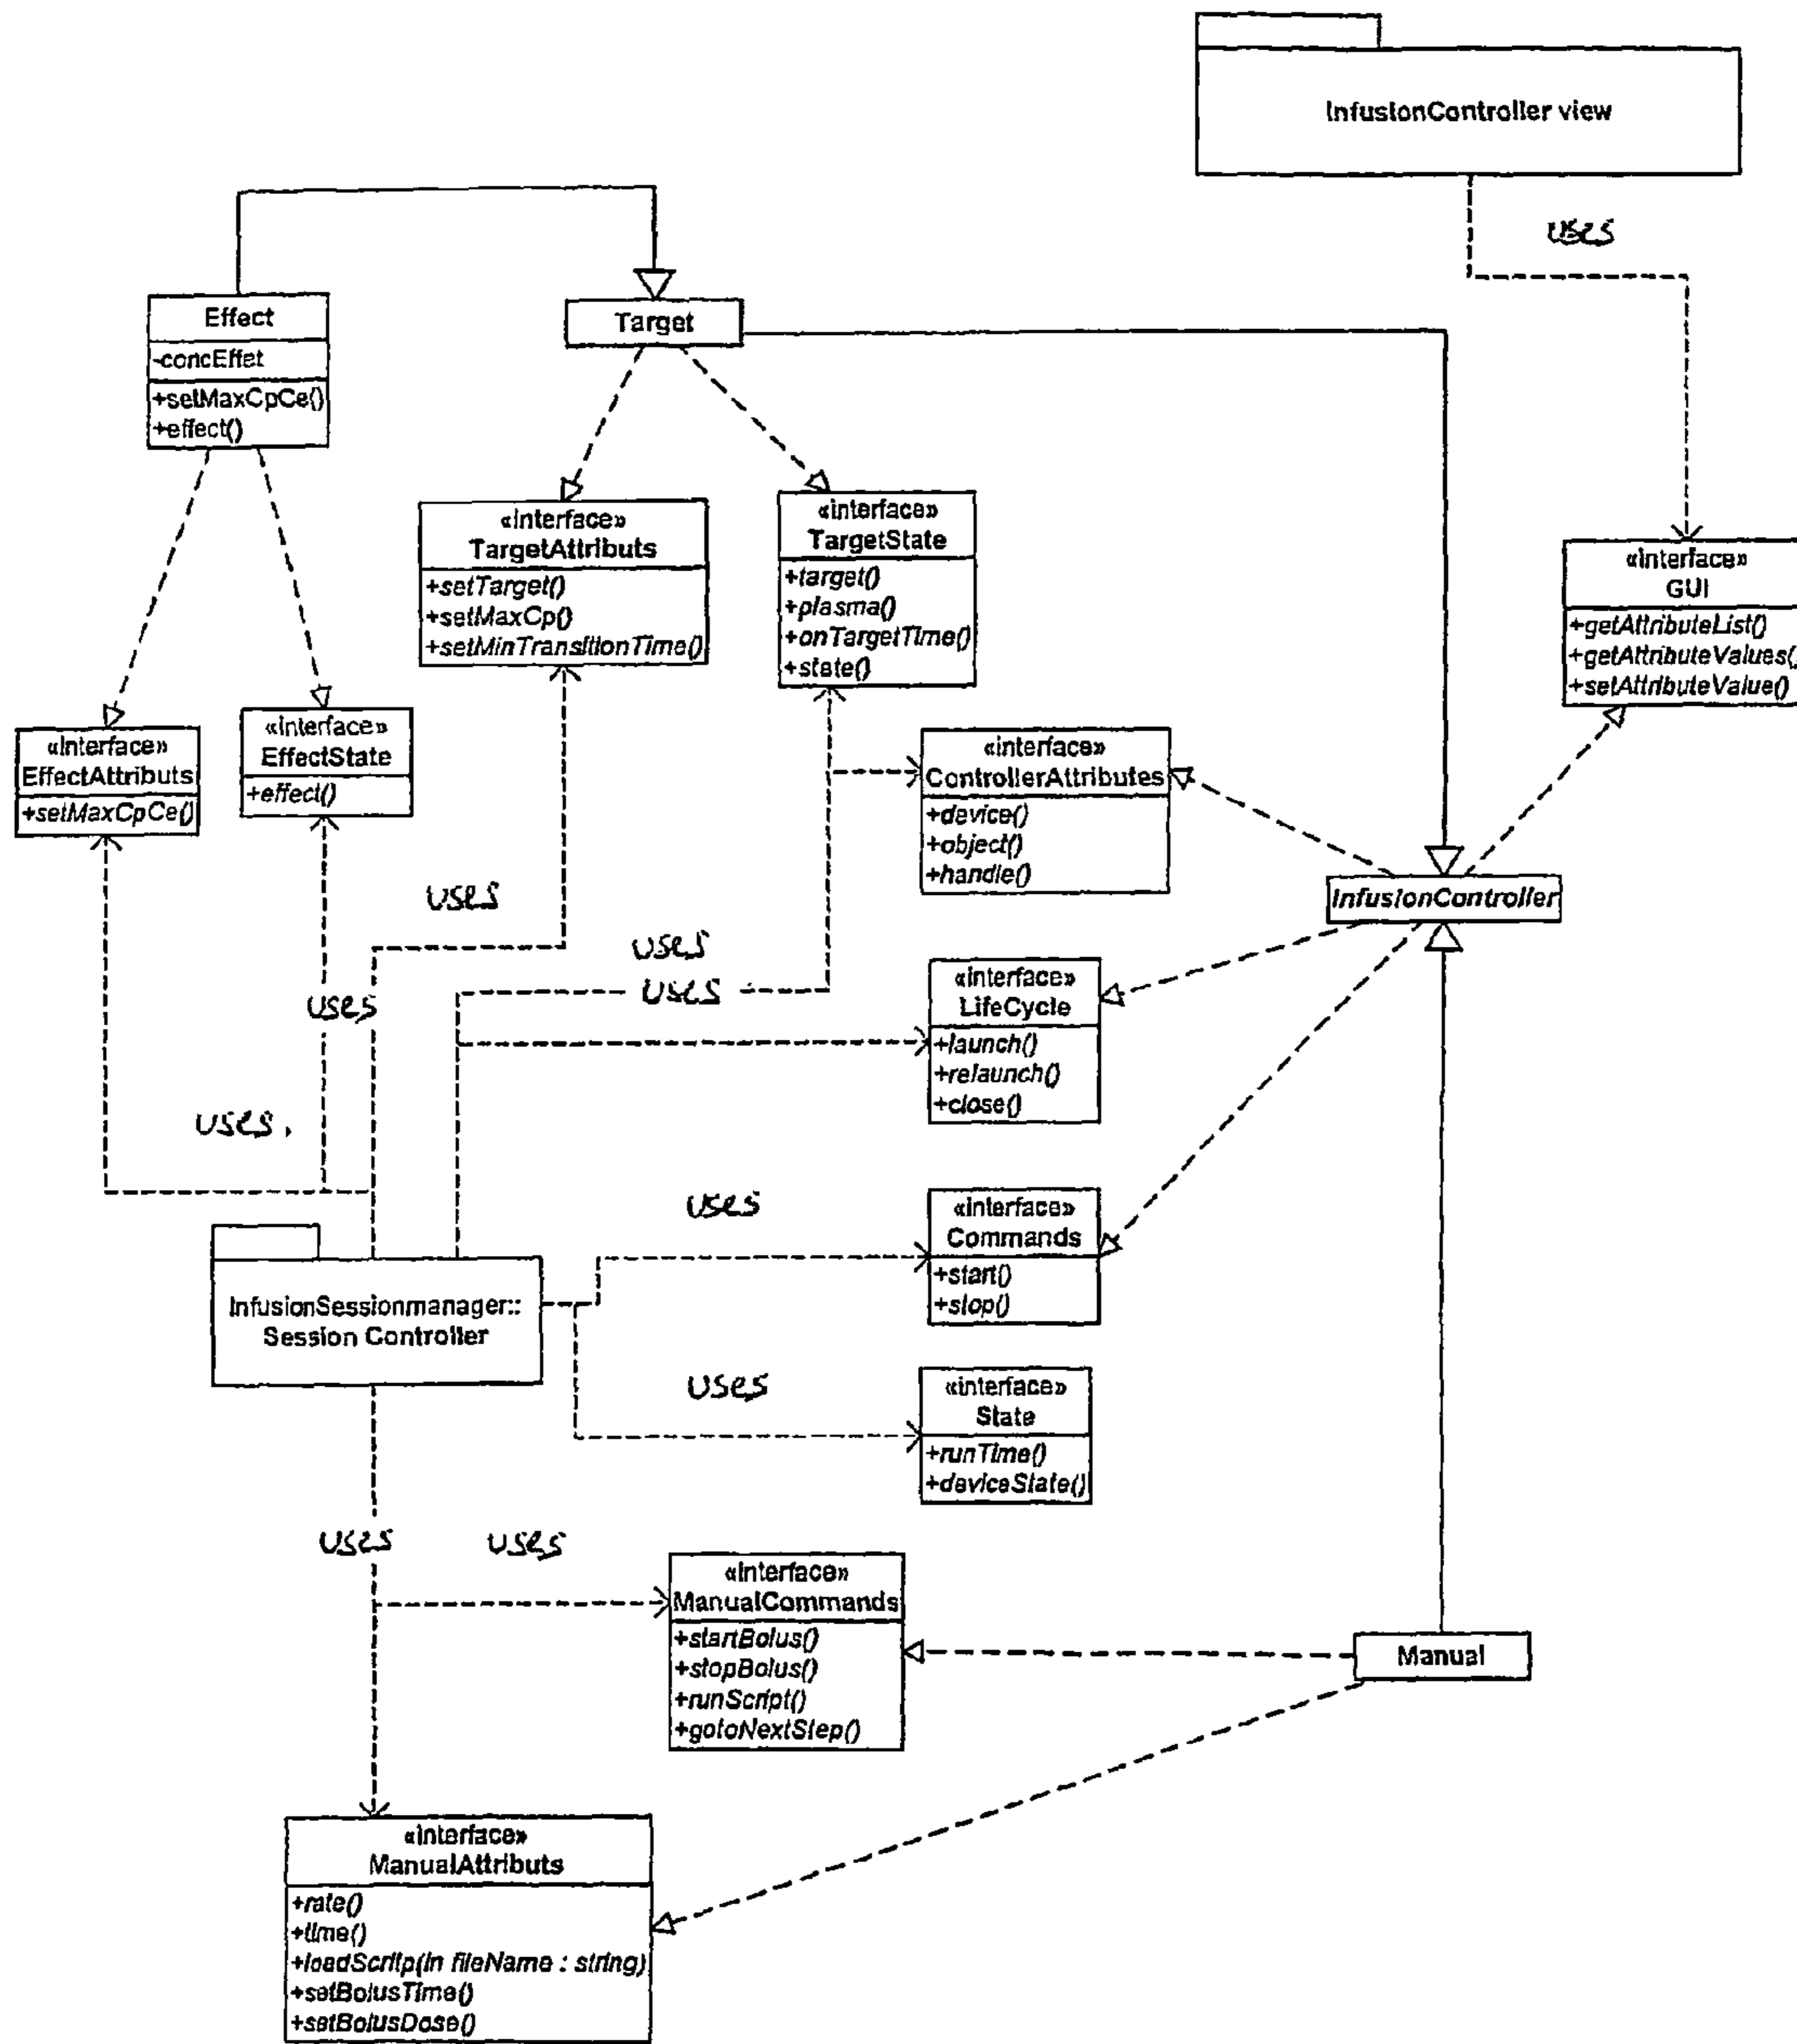 InfusionController view
uses
Effect
-concEffet
+setMaxCpCe()
+effect()
Target
«interface»
TargetAttributs
+setTarget()
+setMaxCp()
+setMinTransitionTime()
«interface»
TargetState
+target()
+plasma()
+onTargetTime()
+state()
«interface»
GUI
+getAttributeList()
+getAttributeValues()
+setAttributeValue()
«interface»
EffectAttributs
+setMaxCpCe()
«interface»
EffectState
+effect()
«interface»
ControllerAttributes
+device()
+object()
+handle()
InfusionController
uses
uses
uses
uses
uses.
«interface»
LifeCycle
+launch()
+relaunch()
+close()
uses
«interface»
Commands
+start()
+stop()
InfusionSessionmanager::
Session Controller
uses
«interface»
State
+runTime()
+deviceState()
uses
uses
«interface»
ManualCommands
+startBolus()
+stopBolus()
+runScript()
+gotoNextStep()
Manual
«interface»
ManualAttributs
+rate()
+time()
+loadScritp(in fileName : string)
+setBolusTime()
+setBolusDose()